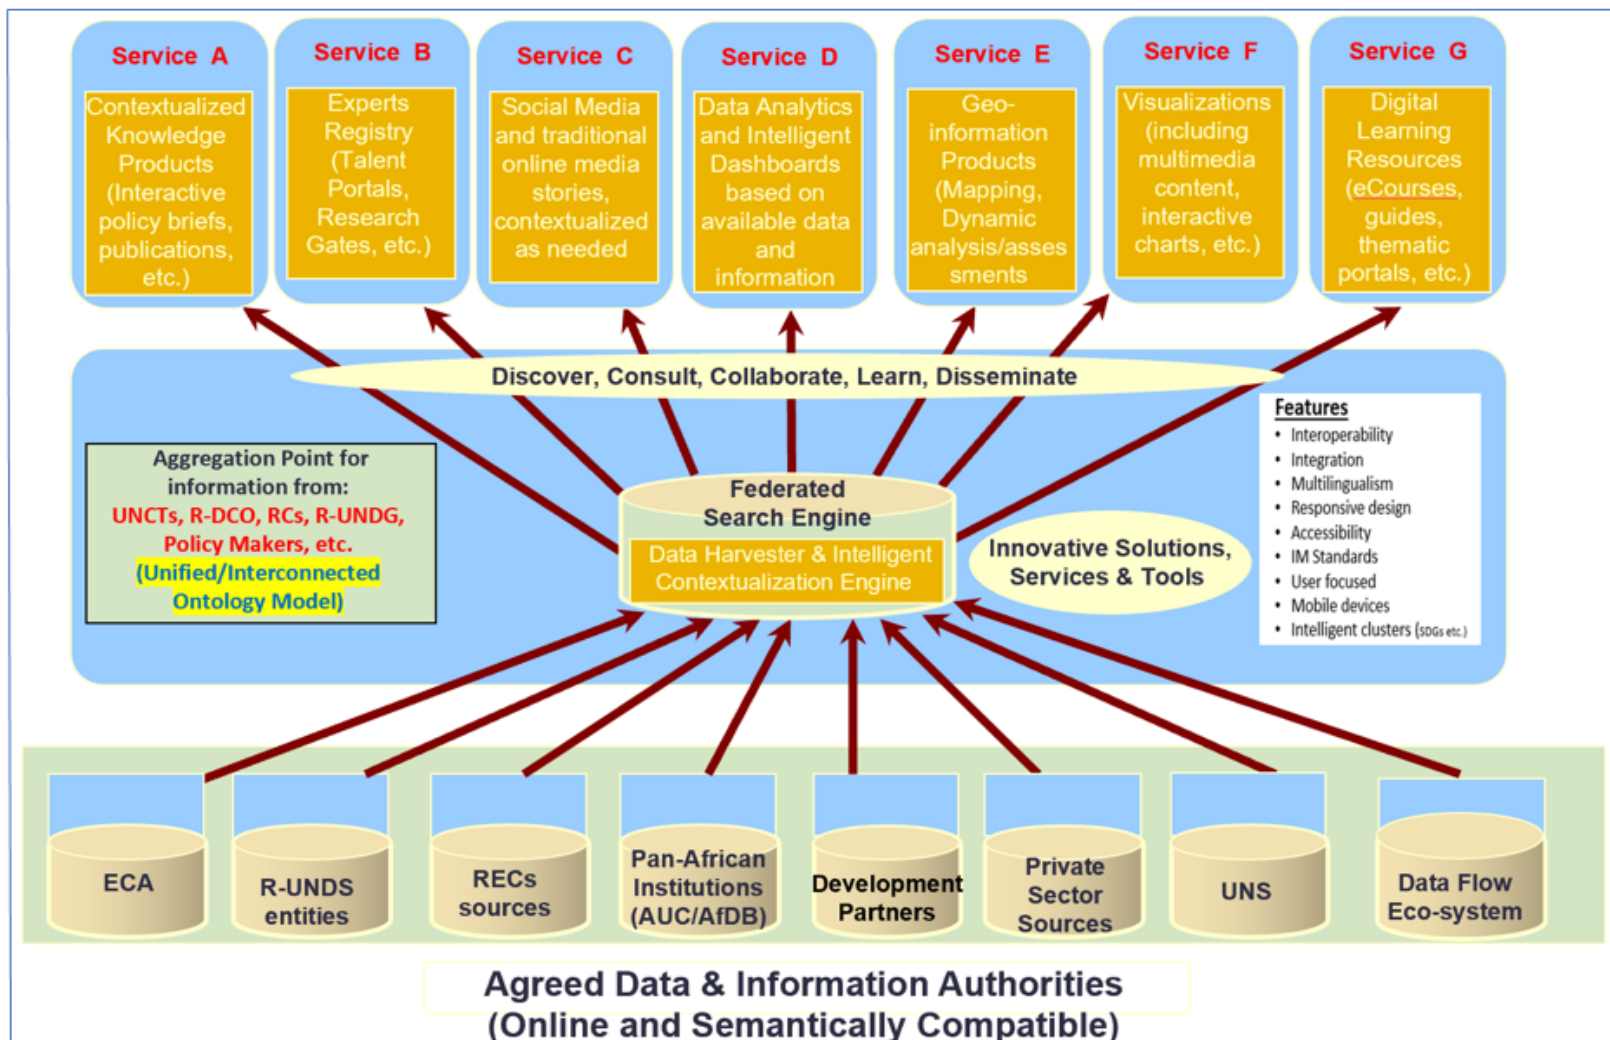 Service A
Contextualized
Knowledge
Products
(Interactive
policy briefs,
publications,
etc.)
Service B
Experts
Registry
(Talent
Portals,
Research
Gates, etc.)
Service C
Social Media
and traditional
online media
stories,
contextualized
as needed
Service D
Data Analytics
and Intelligent
Dashboards
based on
available data
and
information
Service E
Geo-
information
Products
(Mapping,
Dynamic
analysis/asses
sments
Service F
Visualizations
(including
multimedia
content,
interactive
charts, etc.)
Service G
Digital
Learning
Resources
(eCourses,
guides,
thematic
portals, etc.)
Discover, Consult, Collaborate, Learn, Disseminate
Aggregation Point for
information from:
UNCTs, R-DCO, RCs, R-UNDG,
Policy Makers, etc.
(Unified/Interconnected
Ontology Model)
Federated
Search Engine
Data Harvester & Intelligent
Contextualization Engine
Innovative Solutions,
Services & Tools
Features
• Interoperability
• Integration
• Multilingualism
• Responsive design
• Accessibility
• IM Standards
• User focused
• Mobile devices
• Intelligent clusters (SDGs etc.)
ECA
R-UNDS
entities
RECs
sources
Pan-African
Institutions
(AUC/AfDB)
Development
Partners
Private
Sector
Sources
UNS
Data Flow
Eco-system
Agreed Data & Information Authorities
(Online and Semantically Compatible)